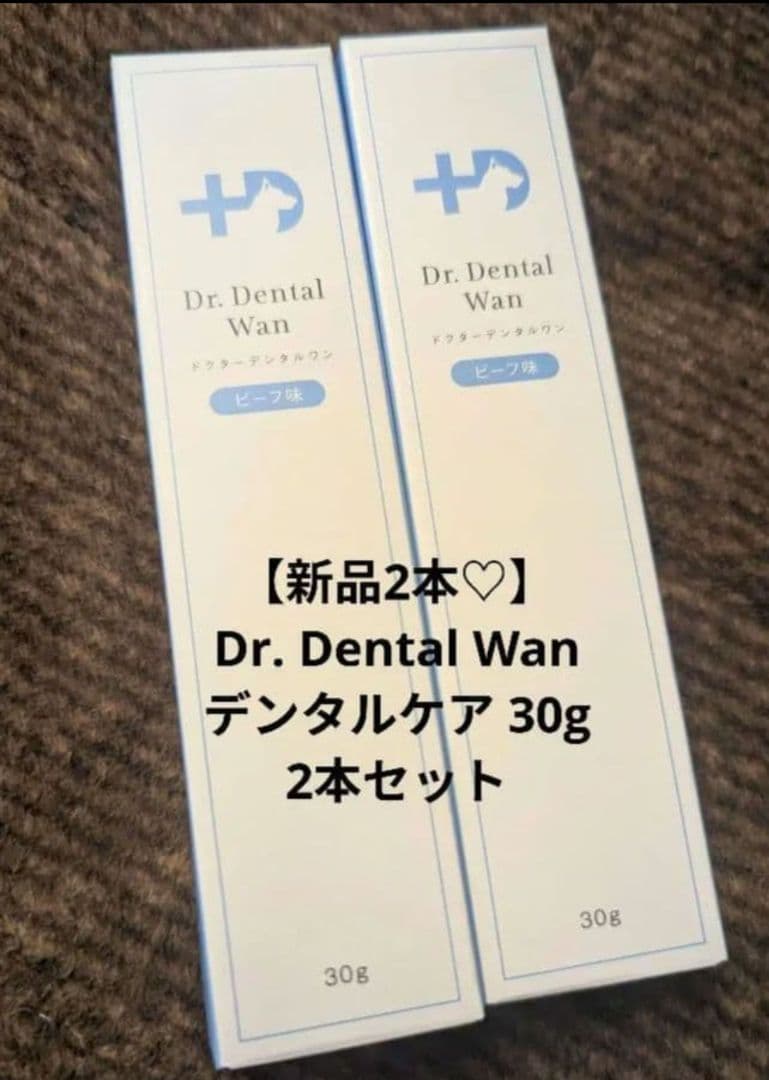 Dr. Dental
Wan
ドクターデンタルワン
ビーフ味
30g
Dr. Dental
Wan
ドクターデンタルワン
ビーフ味
30g
【新品2本♡】
Dr. Dental Wan
デンタルケア 30g
2本セット